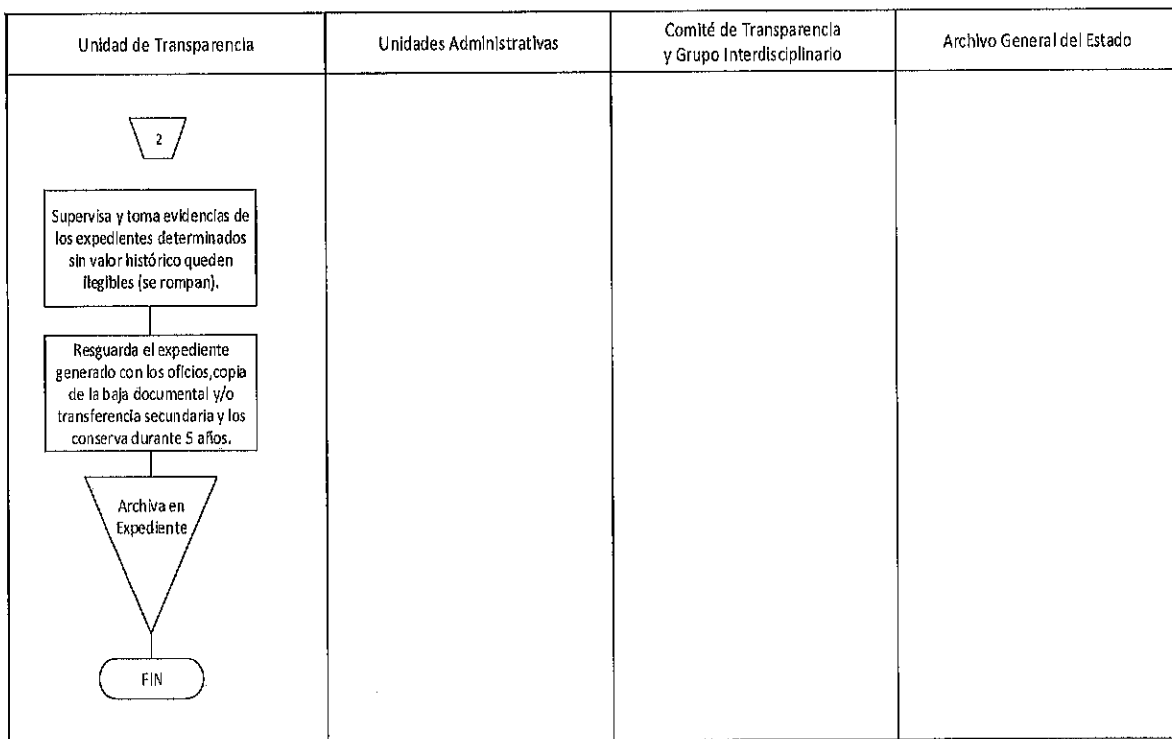 Unidad de Transparencia
Unidades Administrativas
Comité de Transparencia
y Grupo Interdisciplinario
Archivo General del Estado
2
Supervisa y toma evidencias de
los expedientes determinados
sin valor histórico queden
ilegibles (se rompan).
Resguarda el expediente
generado con los oficios,copia
de la baja documental y/o
transferencia secundaria y los
conserva durante 5 años.
Archiva en
Expediente
FIN